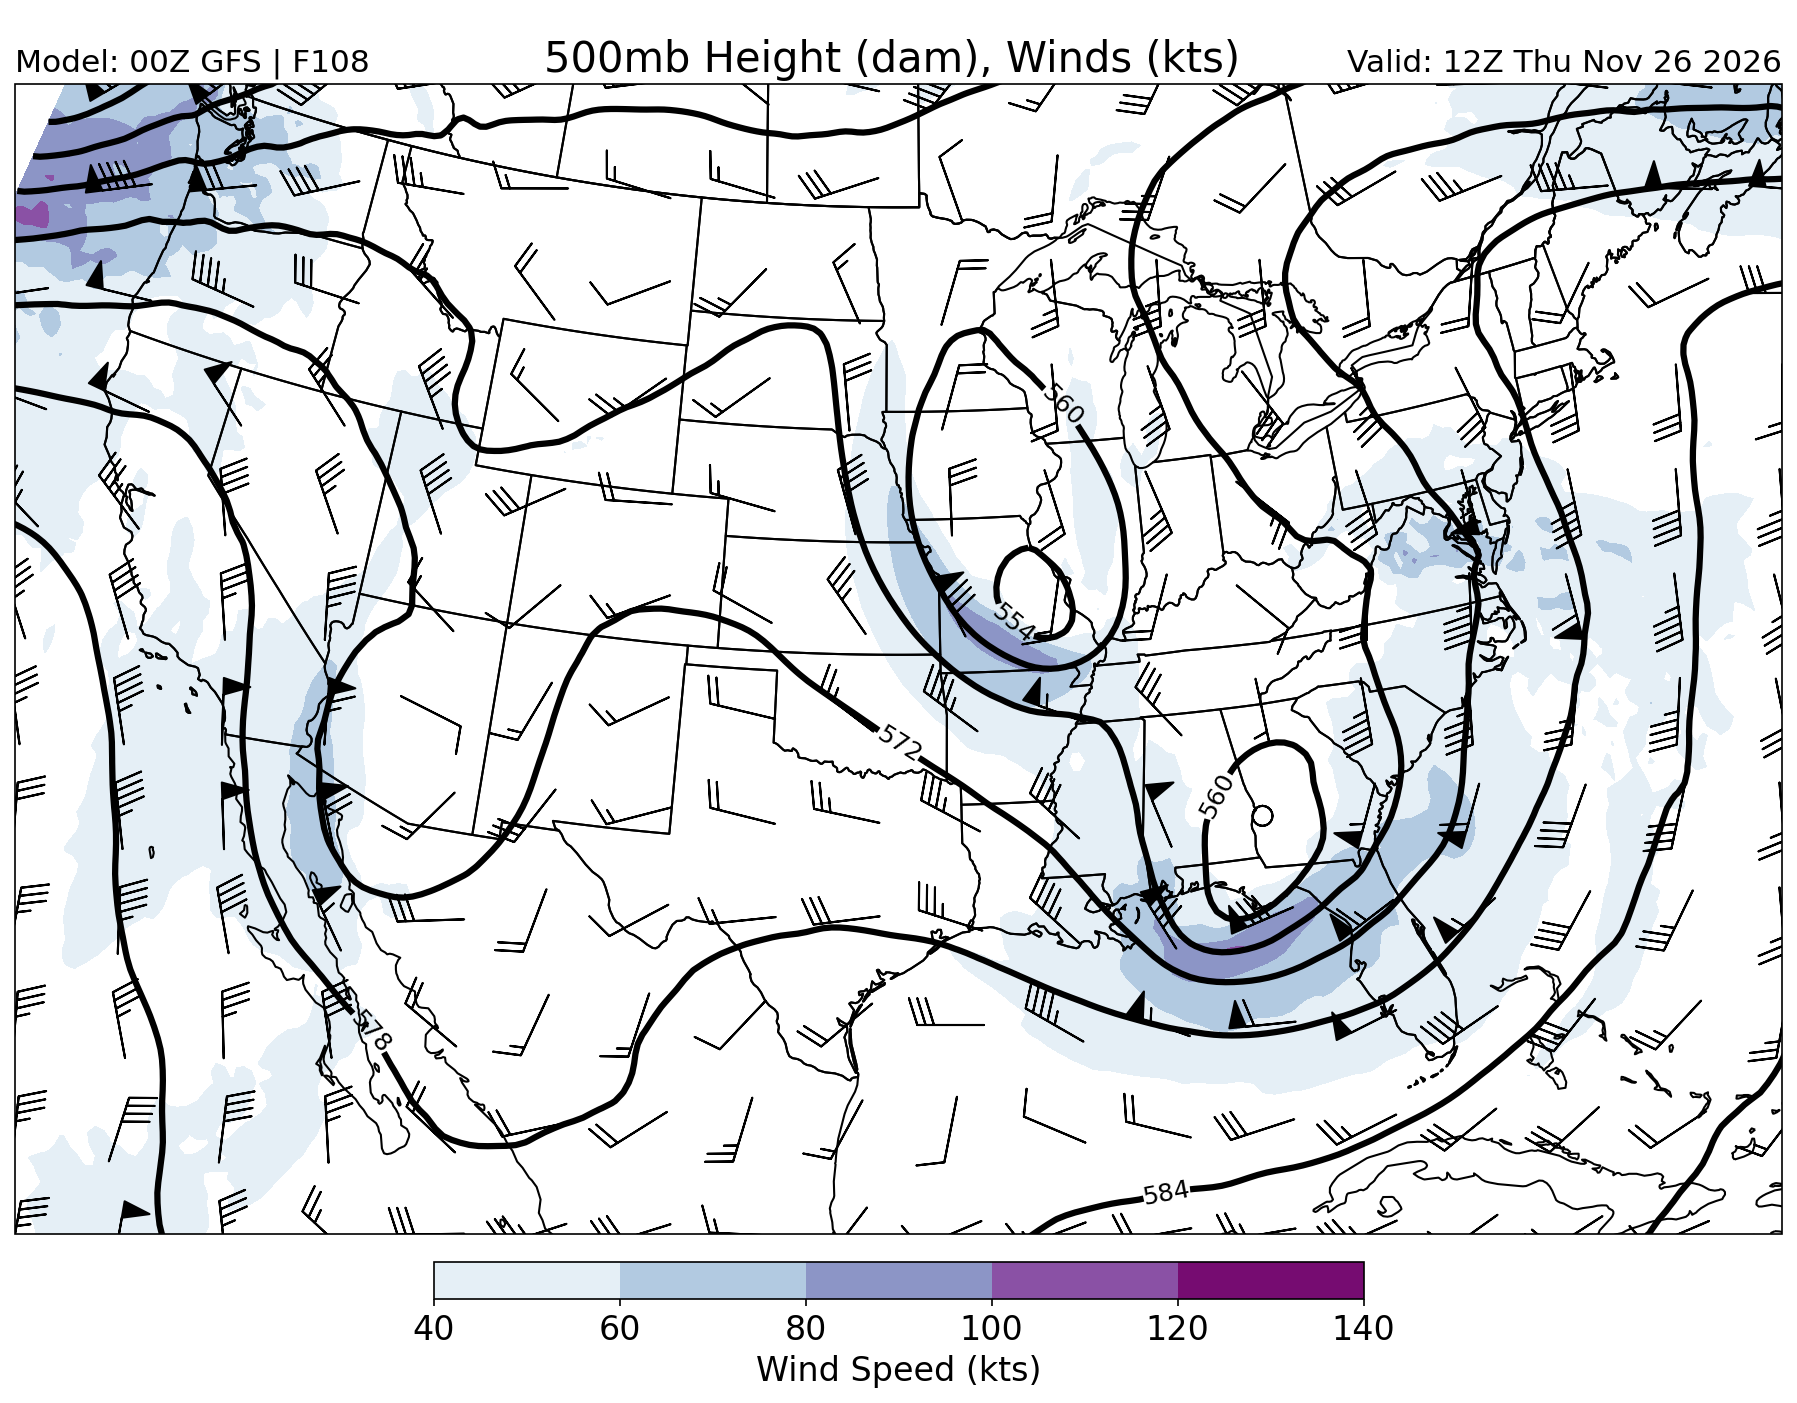 500mb Height (dam), Winds (kts)
Model: 00Z GFS | F108
Valid: 12Z Thu Nov 26 2026
560
554
572
560
578
584
40 60 80 100 120 140
Wind Speed (kts)